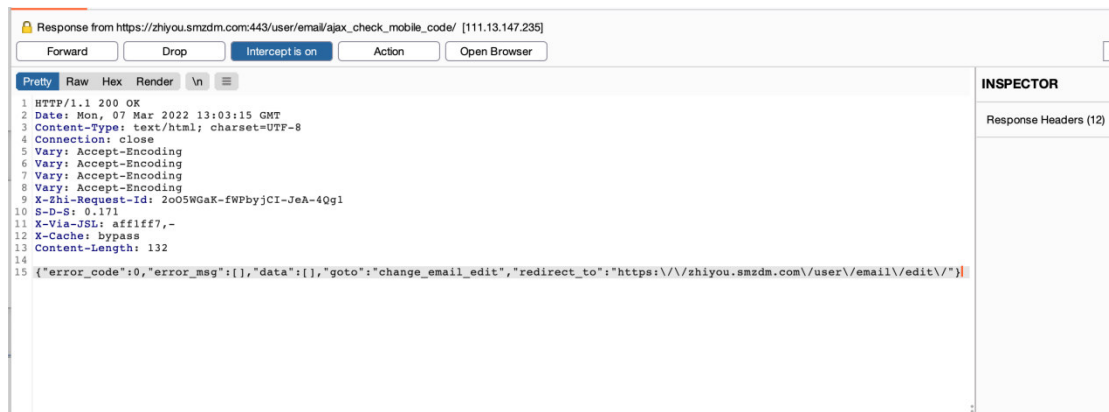 Response from https://zhiyou.smzdm.com:443/user/email/ajax_check_mobile_code/ [111.13.147.235]
Forward Drop Intercept is on Action Open Browser
Pretty Raw Hex Render \n ≡
INSPECTOR
1 HTTP/1.1 200 OK
2 Date: Mon, 07 Mar 2022 13:03:15 GMT
3 Content-Type: text/html; charset=UTF-8
4 Connection: close
5 Vary: Accept-Encoding
6 Vary: Accept-Encoding
7 Vary: Accept-Encoding
8 Vary: Accept-Encoding
9 X-Zhi-Request-Id: 2oO5WGaK-fWPbyjCI-JeA-4Qg1
10 S-D-S: 0.171
11 X-Via-JSL: aff1ff7,-
12 X-Cache: bypass
13 Content-Length: 132
14
15 {"error_code":0,"error_msg":[],"data":[],"goto":"change_email_edit","redirect_to":"https:\/\/zhiyou.smzdm.com\/user\/email\/edit\/"}
Response Headers (12)